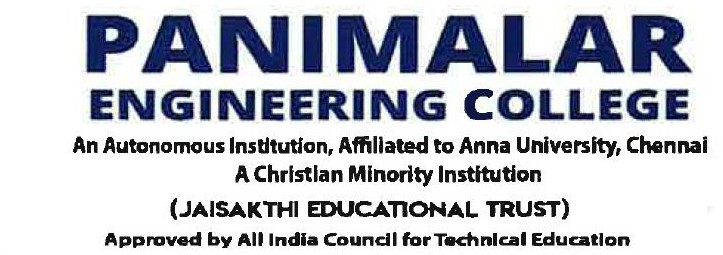 PANIMALAR
ENGINEERING COLLEGE
An Autonomous Institution, Affiliated to Anna University, Chennai
A Christian Minority Institution
(JAISAKTHI EDUCATIONAL TRUST)
Approved by All India Council for Technical Education